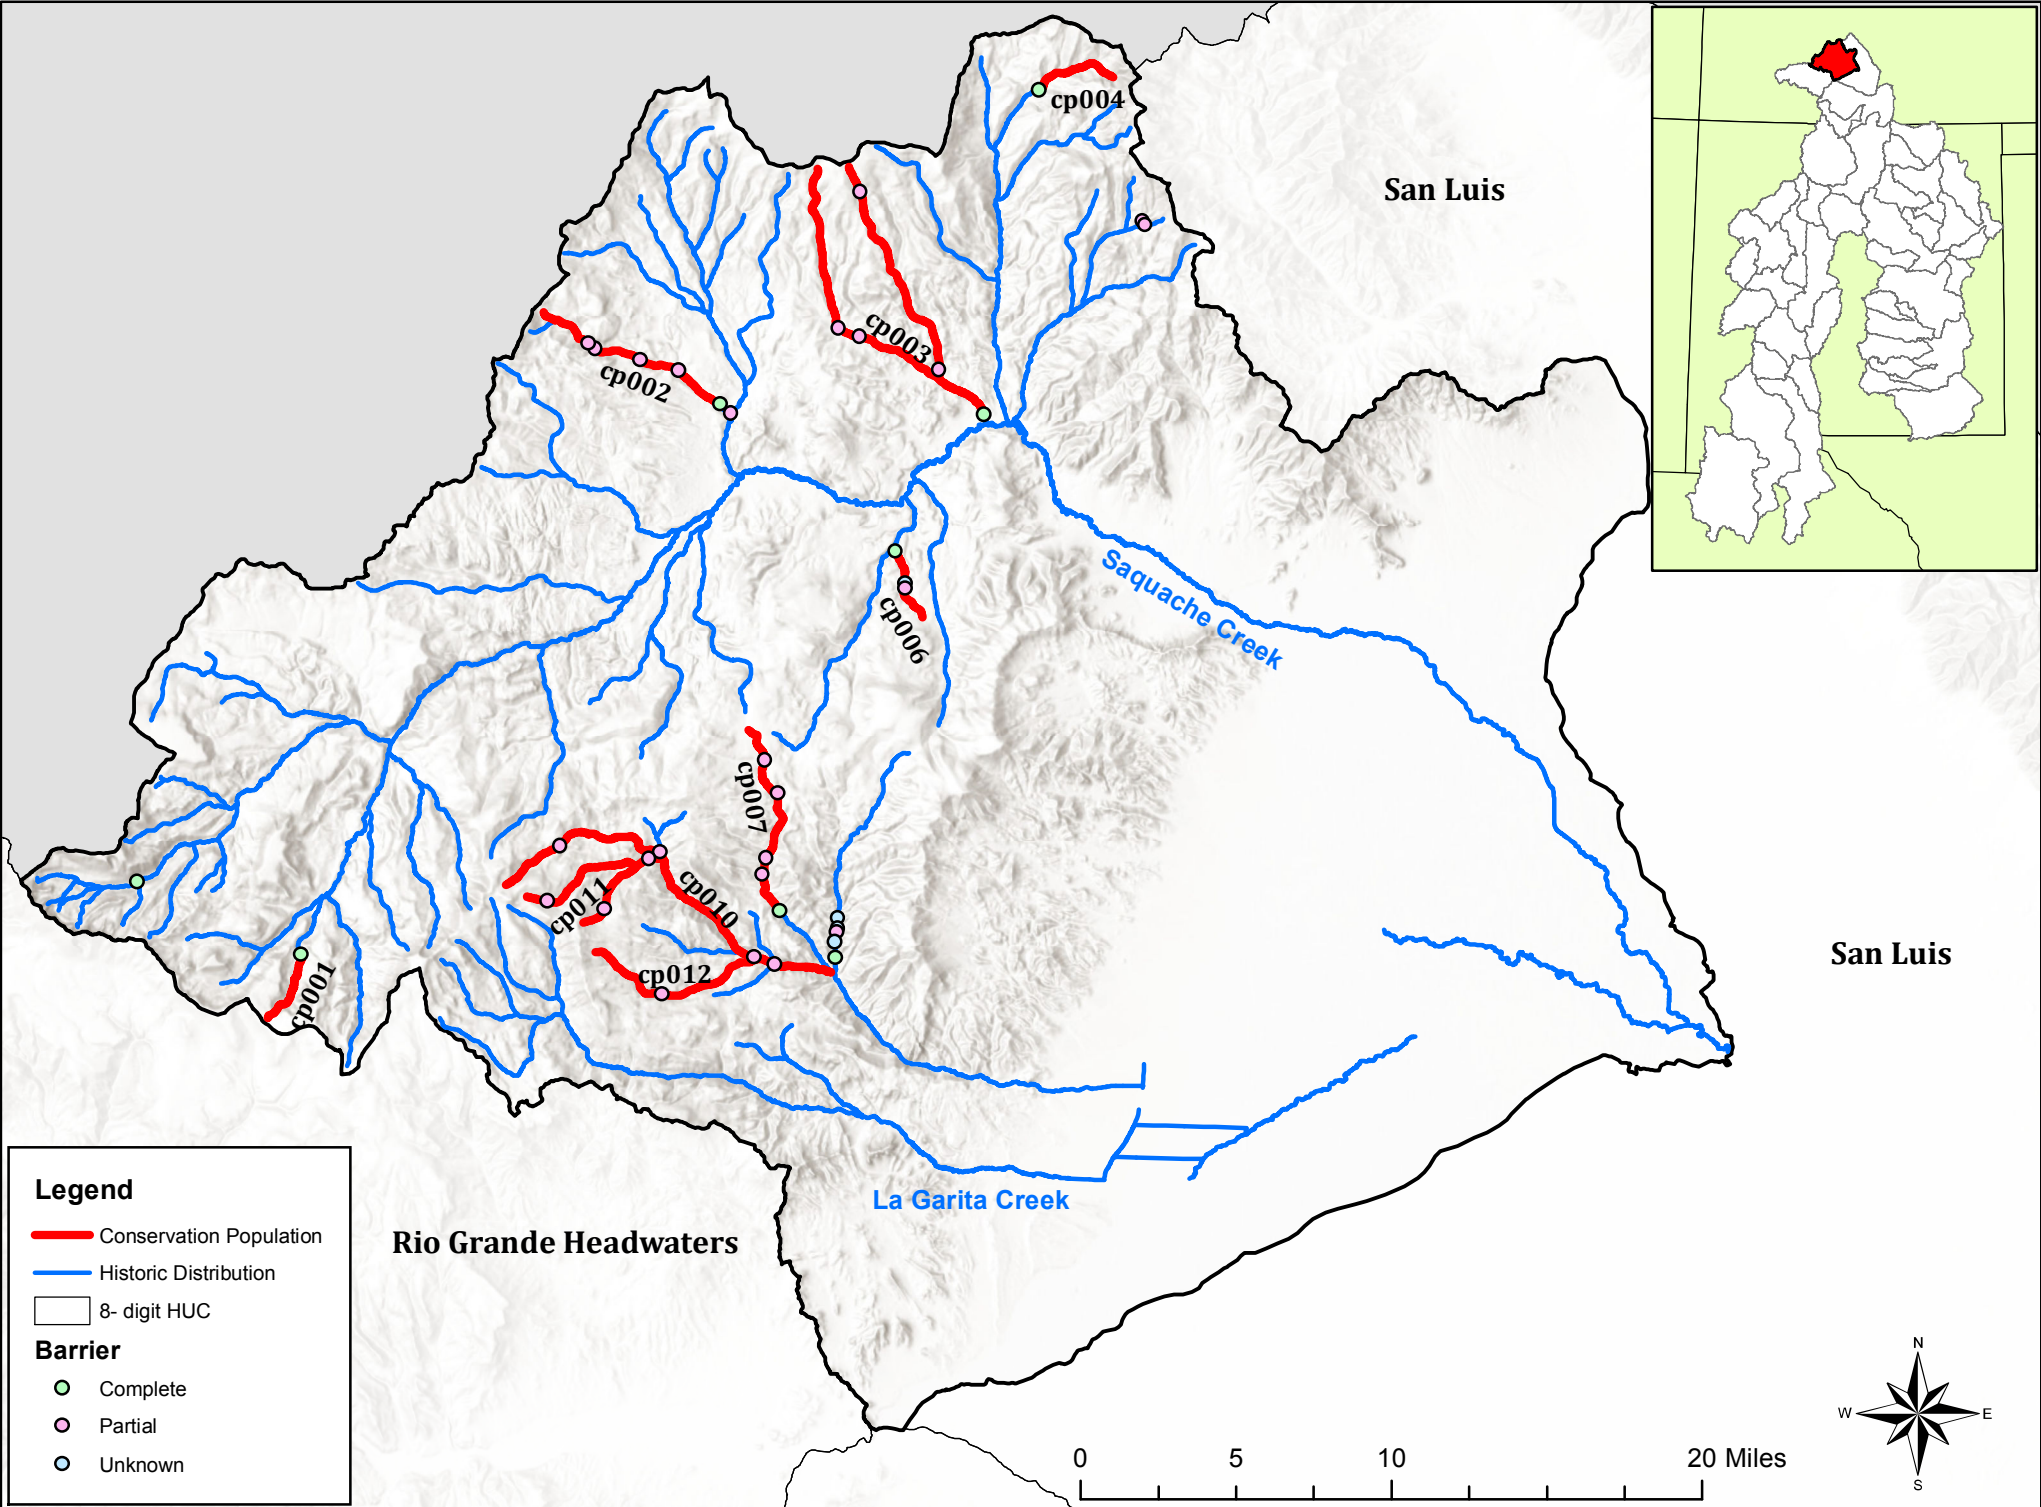 cp004
San Luis
cp003
cp002
Saquache Creek
cp006
cp007
cp011
cp010
cp012
cp001
San Luis
La Garita Creek
Rio Grande Headwaters
Legend
Conservation Population
Historic Distribution
8- digit HUC
Barrier
Complete
Partial
Unknown
N
W E
S
0 5 10 20 Miles